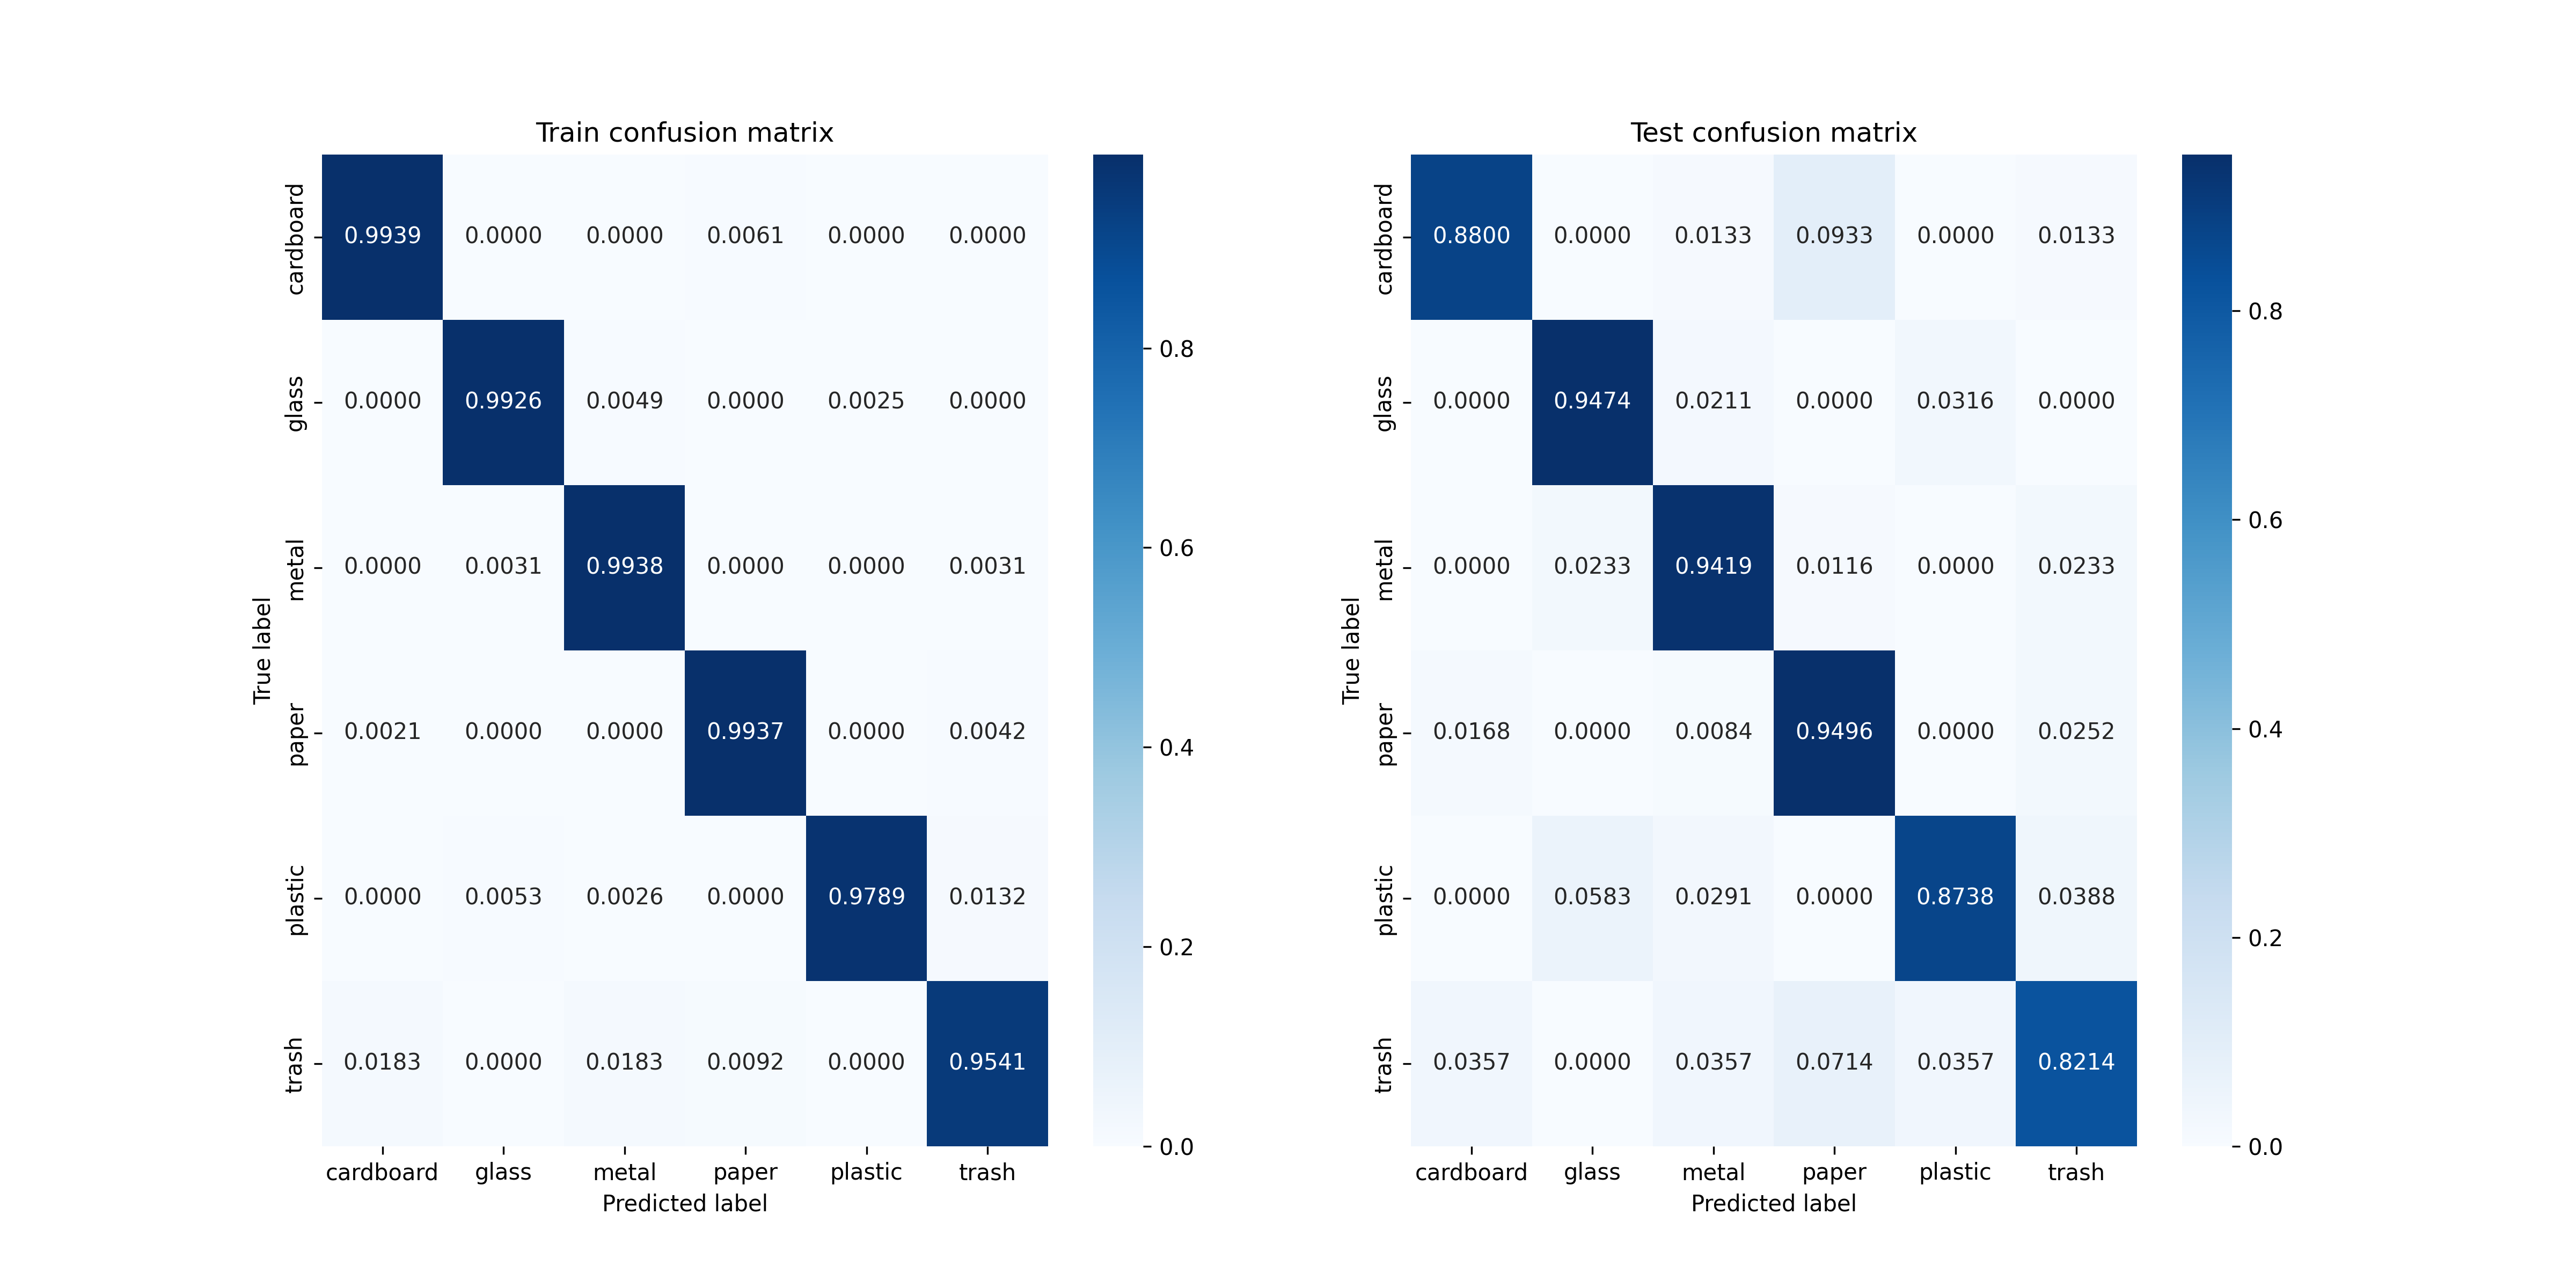 Train confusion matrix
True label
cardboard 0.9939 0.0000 0.0000 0.0061 0.0000 0.0000
glass 0.0000 0.9926 0.0049 0.0000 0.0025 0.0000
metal 0.0000 0.0031 0.9938 0.0000 0.0000 0.0031
paper 0.0021 0.0000 0.0000 0.9937 0.0000 0.0042
plastic 0.0000 0.0053 0.0026 0.0000 0.9789 0.0132
trash 0.0183 0.0000 0.0183 0.0092 0.0000 0.9541
cardboard glass metal paper plastic trash
Predicted label
0.8
0.6
0.4
0.2
0.0
Test confusion matrix
True label
cardboard 0.8800 0.0000 0.0133 0.0933 0.0000 0.0133
glass 0.0000 0.9474 0.0211 0.0000 0.0316 0.0000
metal 0.0000 0.0233 0.9419 0.0116 0.0000 0.0233
paper 0.0168 0.0000 0.0084 0.9496 0.0000 0.0252
plastic 0.0000 0.0583 0.0291 0.0000 0.8738 0.0388
trash 0.0357 0.0000 0.0357 0.0714 0.0357 0.8214
cardboard glass metal paper plastic trash
Predicted label
0.8
0.6
0.4
0.2
0.0